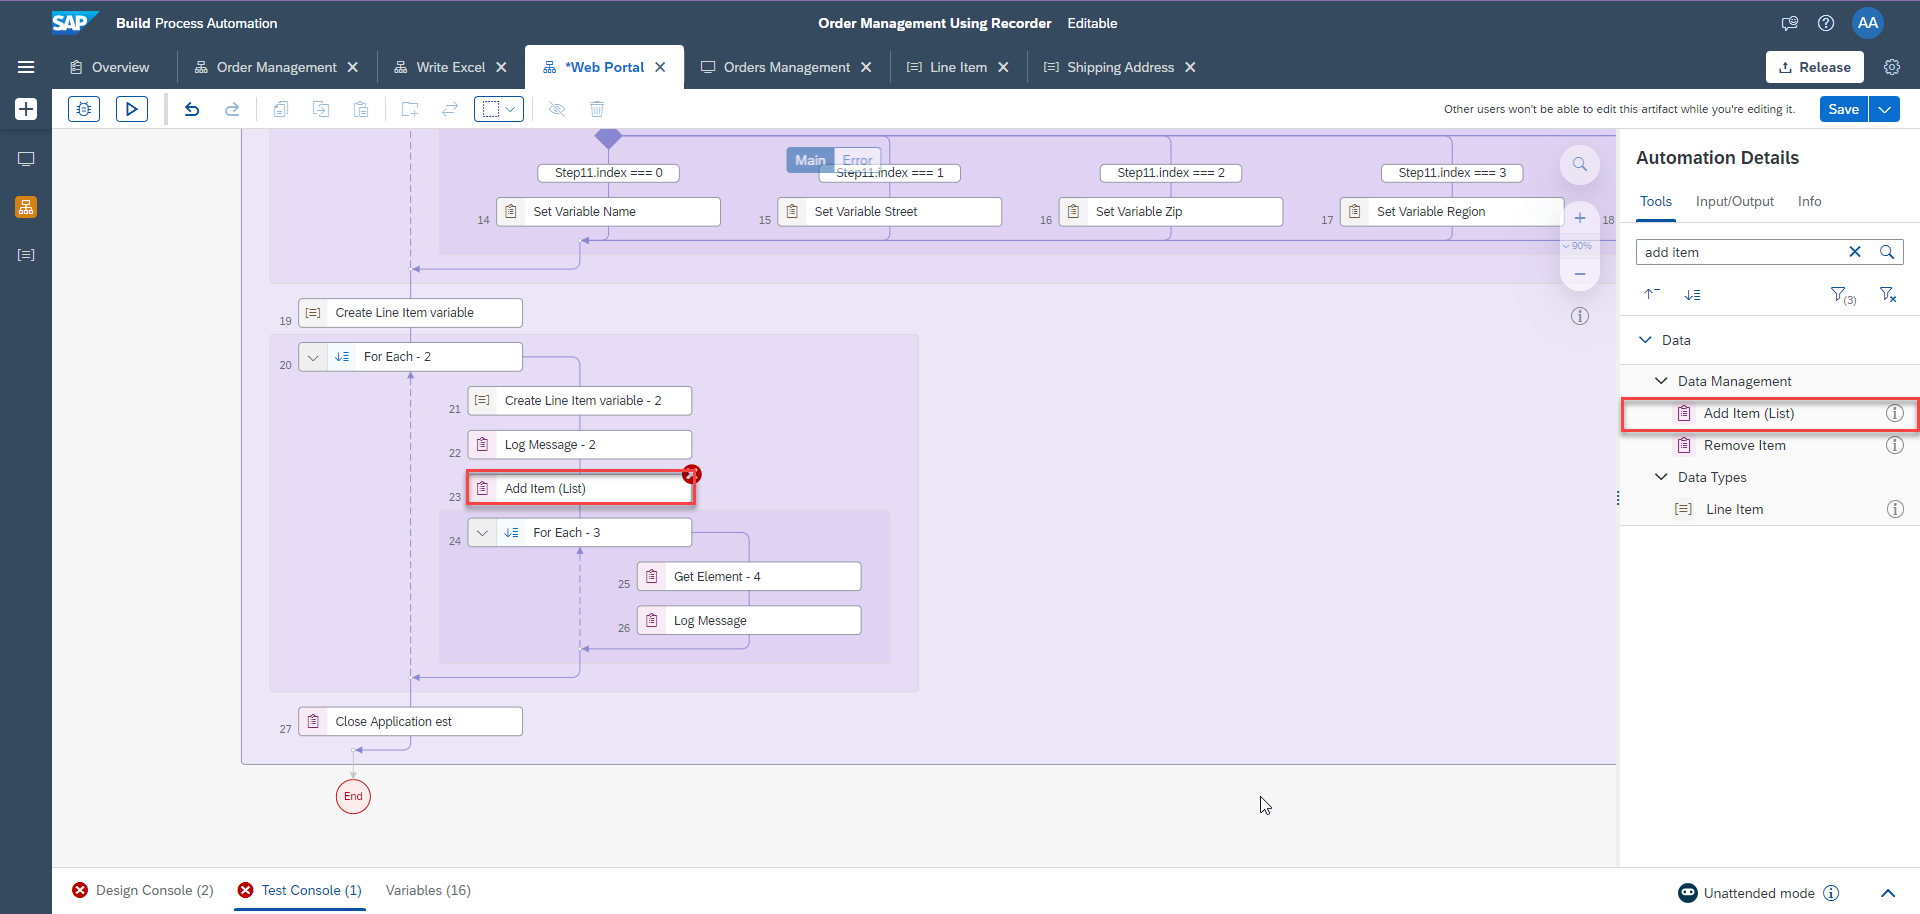 SAP Build Process Automation
Order Management Using Recorder Editable
AA
Overview
Order Management
Write Excel
*Web Portal
Orders Management
Line Item
Shipping Address
Release
Other users won't be able to edit this artifact while you're editing it.
Save
Main Error
Step11.index === 0
Step11.index === 1
Step11.index === 2
Step11.index === 3
14 Set Variable Name
15 Set Variable Street
16 Set Variable Zip
17 Set Variable Region
18
90%
19 Create Line Item variable
20 For Each - 2
21 Create Line Item variable - 2
22 Log Message - 2
23 Add Item (List)
24 For Each - 3
25 Get Element - 4
26 Log Message
27 Close Application est
End
Automation Details
Tools Input/Output Info
add item
(3)
Data
Data Management
Add Item (List)
Remove Item
Data Types
Line Item
Design Console (2) Test Console (1) Variables (16)
Unattended mode